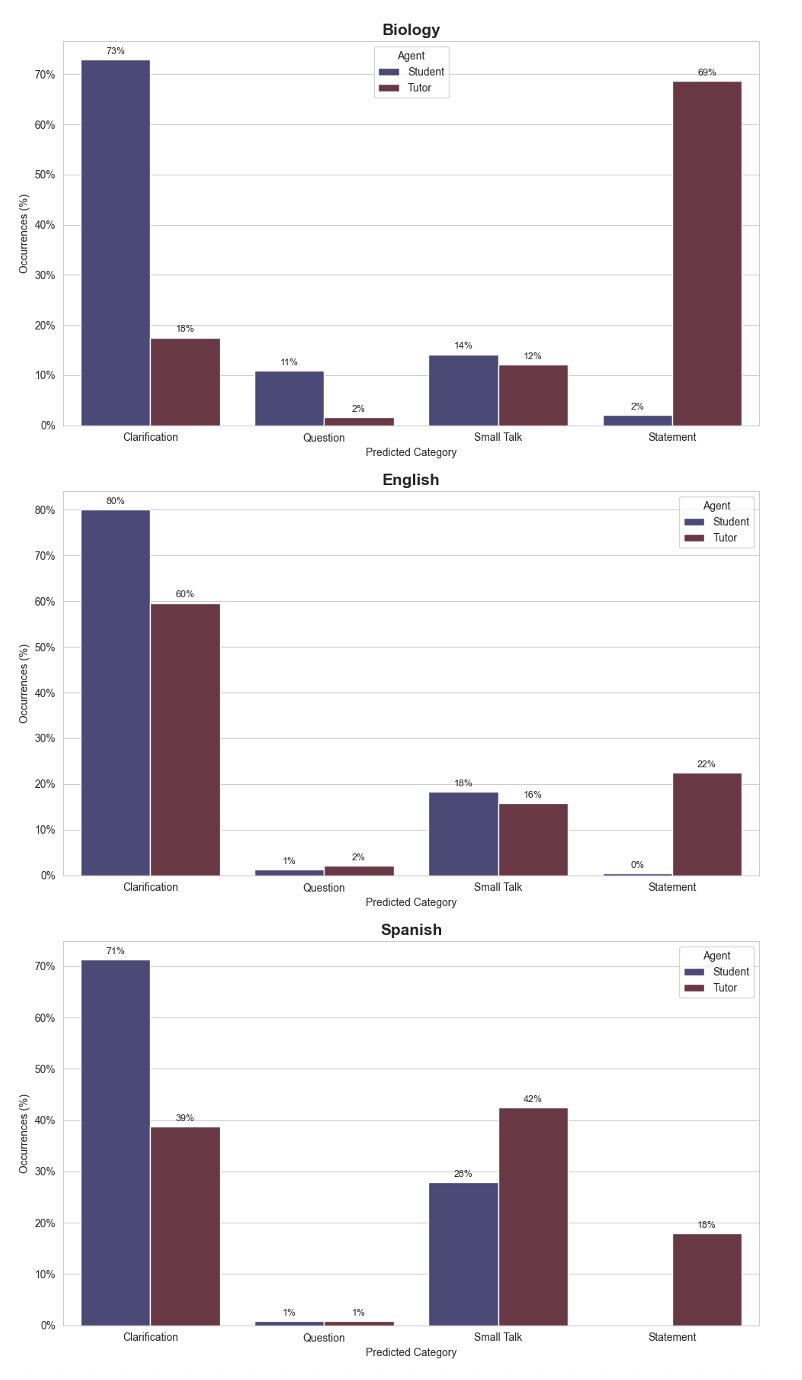 Biology
73%
Agent
Student
Tutor
70%
69%
60%
50%
40%
30%
20%
18%
14%
12%
11%
10%
2%
2%
0%
Clarification
Question
Small Talk
Statement
Occurrences (%)
Predicted Category
English
80%
Agent
Student
Tutor
80%
70%
60%
60%
50%
40%
30%
22%
20%
18%
16%
10%
1%
2%
0%
0%
Clarification
Question
Small Talk
Statement
Occurrences (%)
Predicted Category
Spanish
71%
Agent
Student
Tutor
70%
60%
50%
42%
40%
39%
30%
28%
20%
18%
10%
1%
1%
0%
Clarification
Question
Small Talk
Statement
Occurrences (%)
Predicted Category